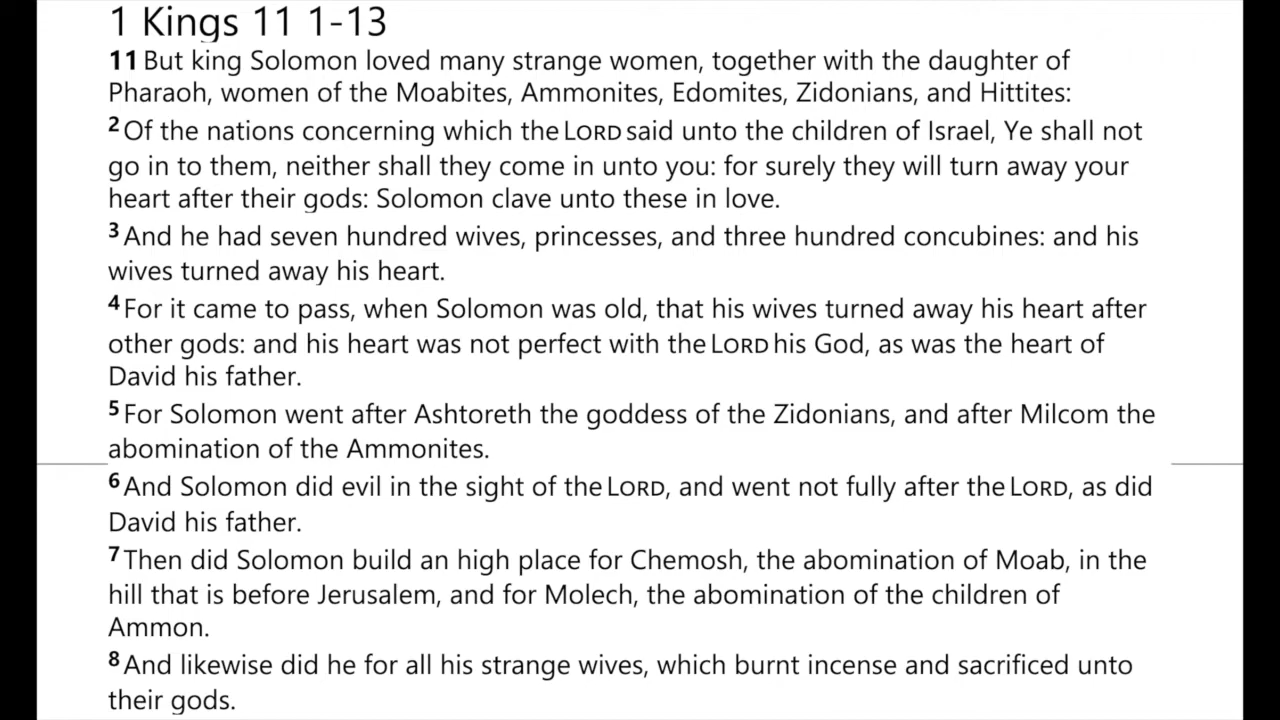 1 Kings 11 1-13
11 But king Solomon loved many strange women, together with the daughter of
Pharaoh, women of the Moabites, Ammonites, Edomites, Zidonians, and Hittites:
2 Of the nations concerning which the LORD said unto the children of Israel, Ye shall not
go in to them, neither shall they come in unto you: for surely they will turn away your
heart after their gods: Solomon clave unto these in love.
3 And he had seven hundred wives, princesses, and three hundred concubines: and his
wives turned away his heart.
4 For it came to pass, when Solomon was old, that his wives turned away his heart after
other gods: and his heart was not perfect with the LORD his God, as was the heart of
David his father.
5 For Solomon went after Ashtoreth the goddess of the Zidonians, and after Milcom the
abomination of the Ammonites.
6 And Solomon did evil in the sight of the LORD, and went not fully after the LORD, as did
David his father.
7 Then did Solomon build an high place for Chemosh, the abomination of Moab, in the
hill that is before Jerusalem, and for Molech, the abomination of the children of
Ammon.
8 And likewise did he for all his strange wives, which burnt incense and sacrificed unto
their gods.